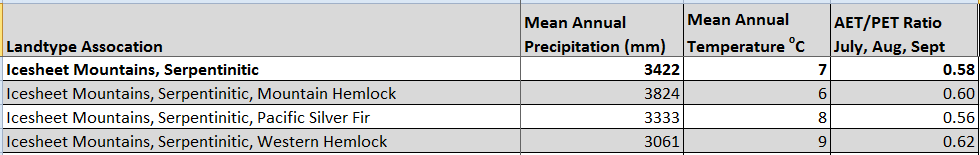 Landtype Assocation Mean Annual Precipitation (mm) Mean Annual Temperature °C AET/PET Ratio July, Aug, Sept
Icesheet Mountains, Serpentinitic 3422 7 0.58
Icesheet Mountains, Serpentinitic, Mountain Hemlock 3824 6 0.60
Icesheet Mountains, Serpentinitic, Pacific Silver Fir 3333 8 0.56
Icesheet Mountains, Serpentinitic, Western Hemlock 3061 9 0.62